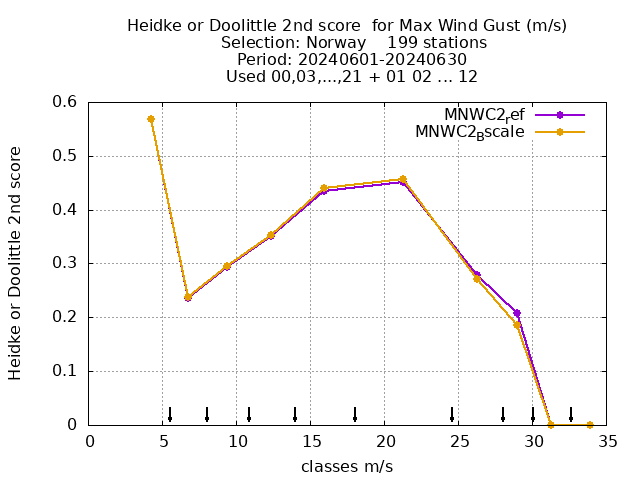 Heidke or Doolittle 2nd score  for Max Wind Gust (m/s)
Selection: Norway    199 stations
Period: 20240601-20240630
Used 00,03,...,21 + 01 02 ... 12
MNWC2ref
MNWC2Bscale
Heidke or Doolittle 2nd score
0.6
0.5
0.4
0.3
0.2
0.1
0
0 5 10 15 20 25 30 35
classes m/s